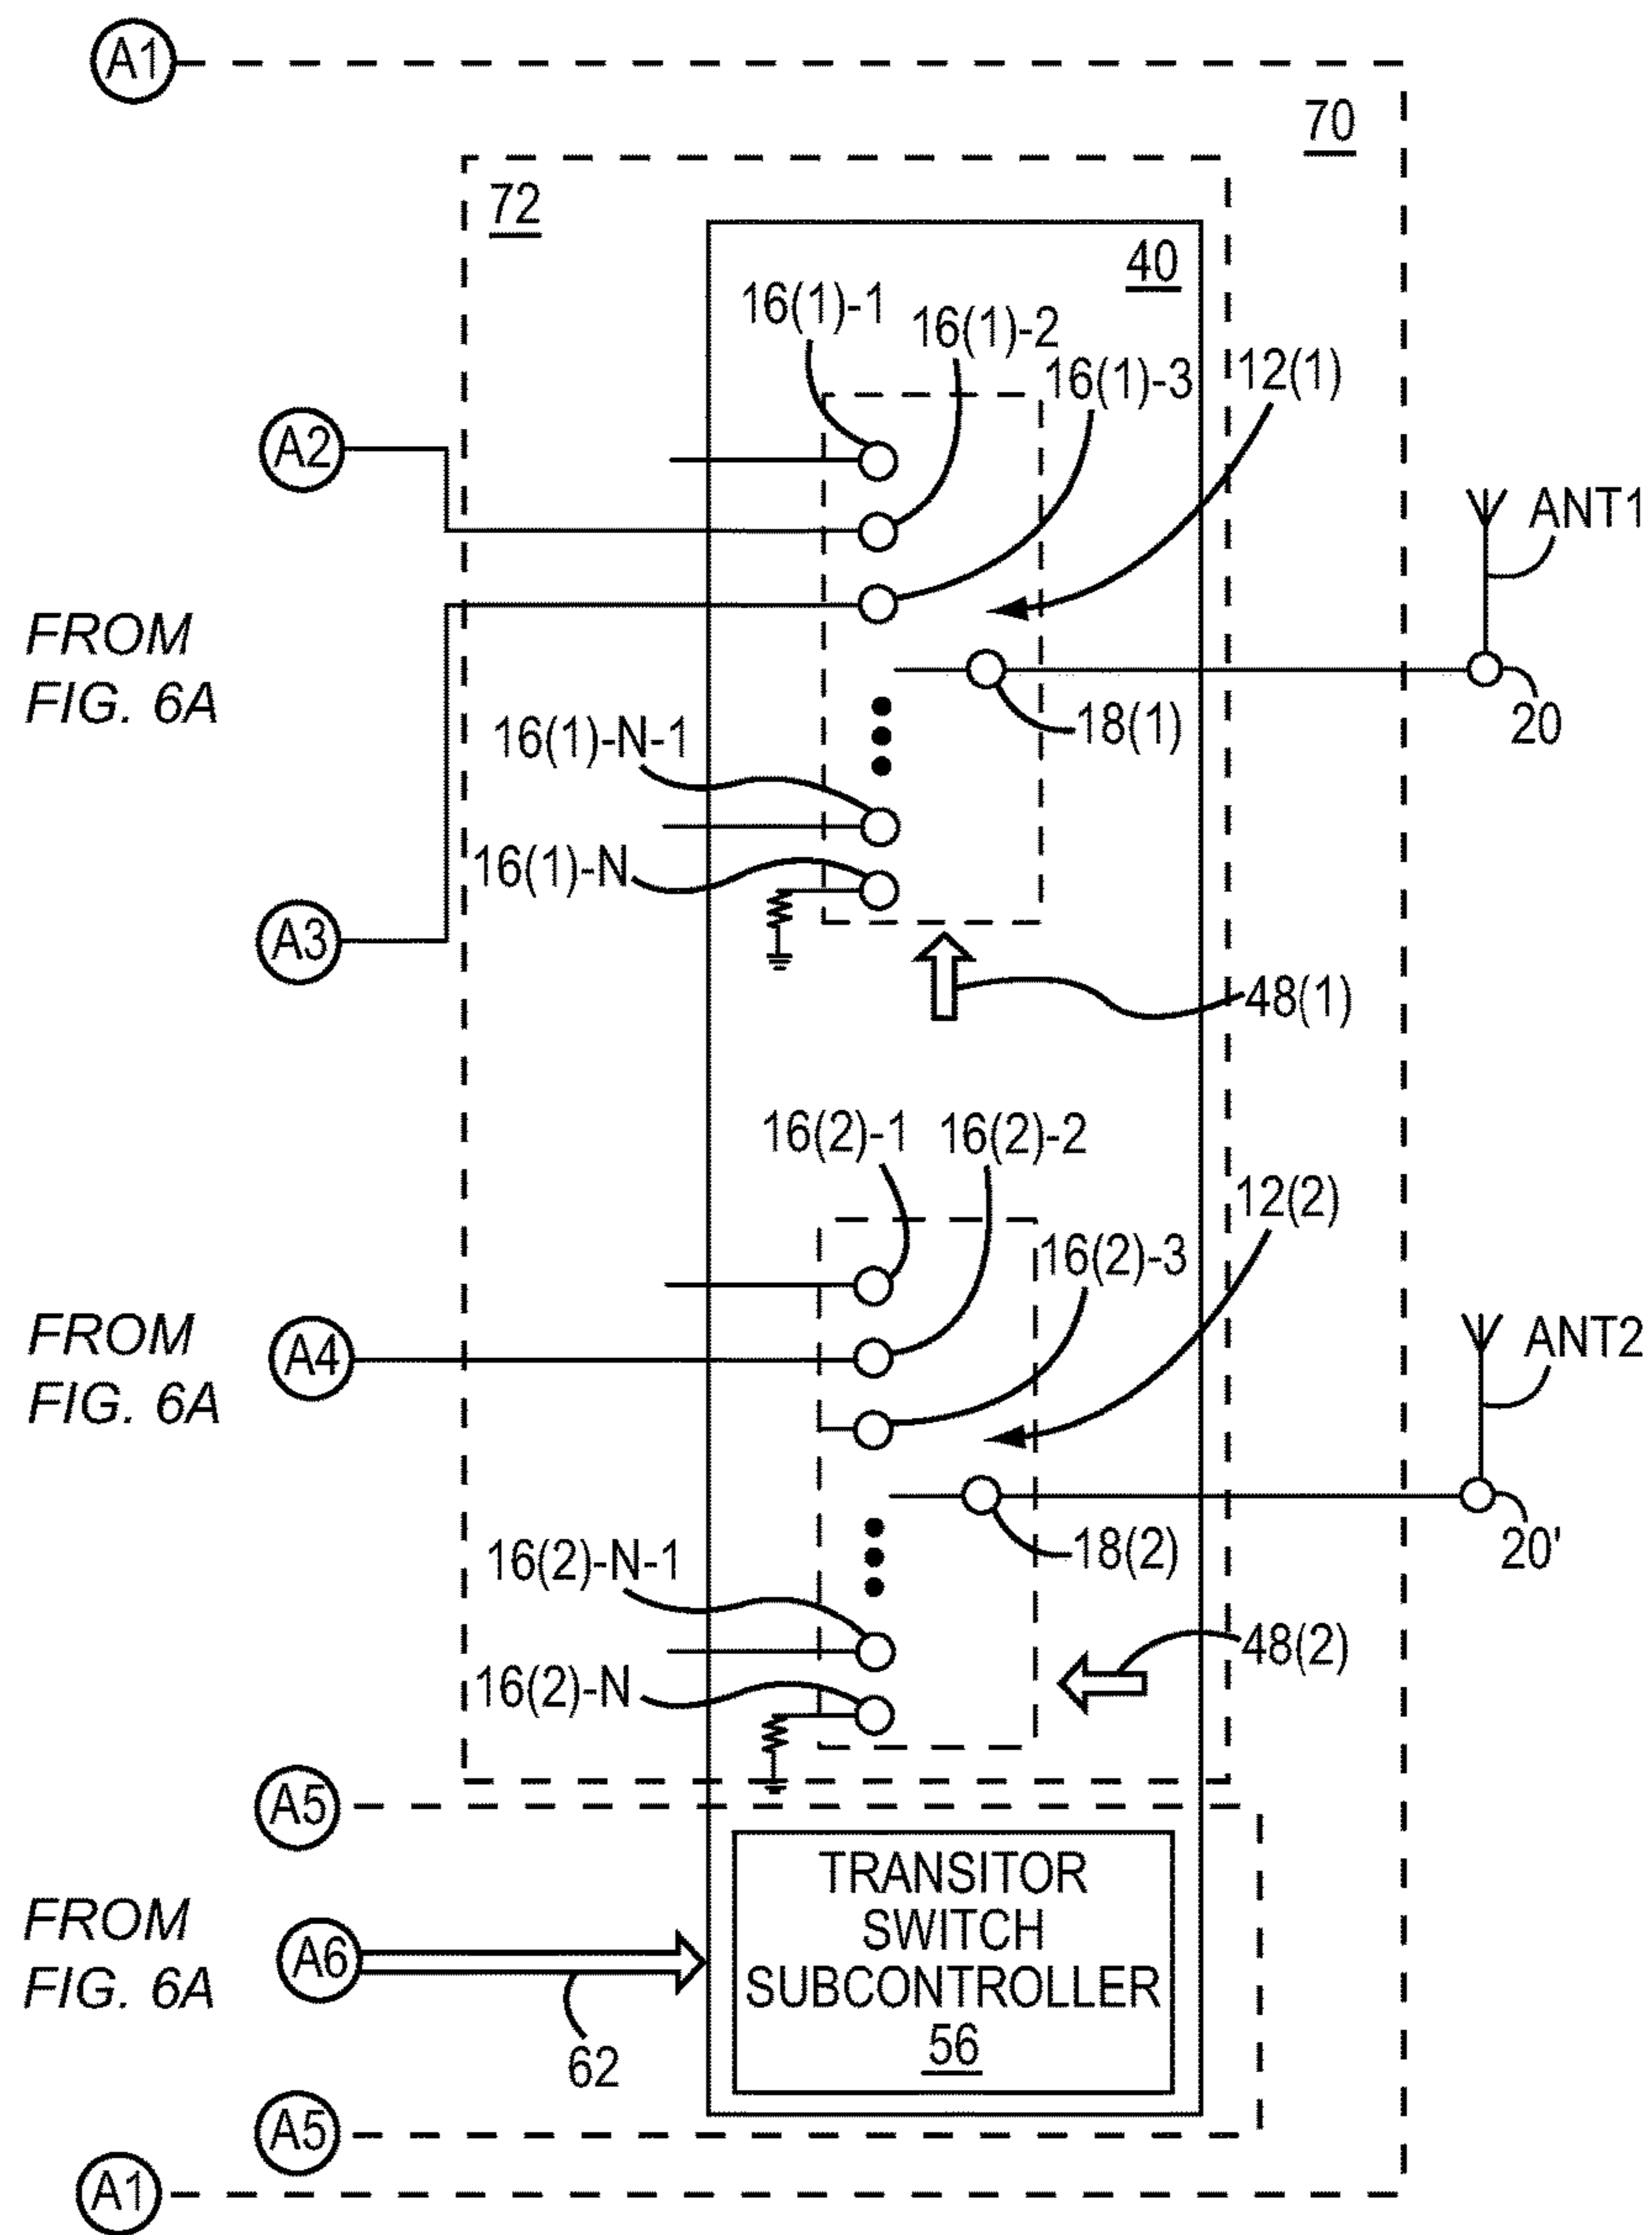 A1
70
72
40
16(1)-1
16(1)-2
16(1)-3
12(1)
A2
ANT1
FROM
FIG. 6A
18(1)
20
16(1)-N-1
16(1)-N
A3
48(1)
16(2)-1
16(2)-2
12(2)
16(2)-3
FROM
FIG. 6A
A4
ANT2
18(2)
20'
16(2)-N-1
48(2)
16(2)-N
A5
TRANSITOR
SWITCH
SUBCONTROLLER
56
FROM
FIG. 6A
A6
62
A5
A1